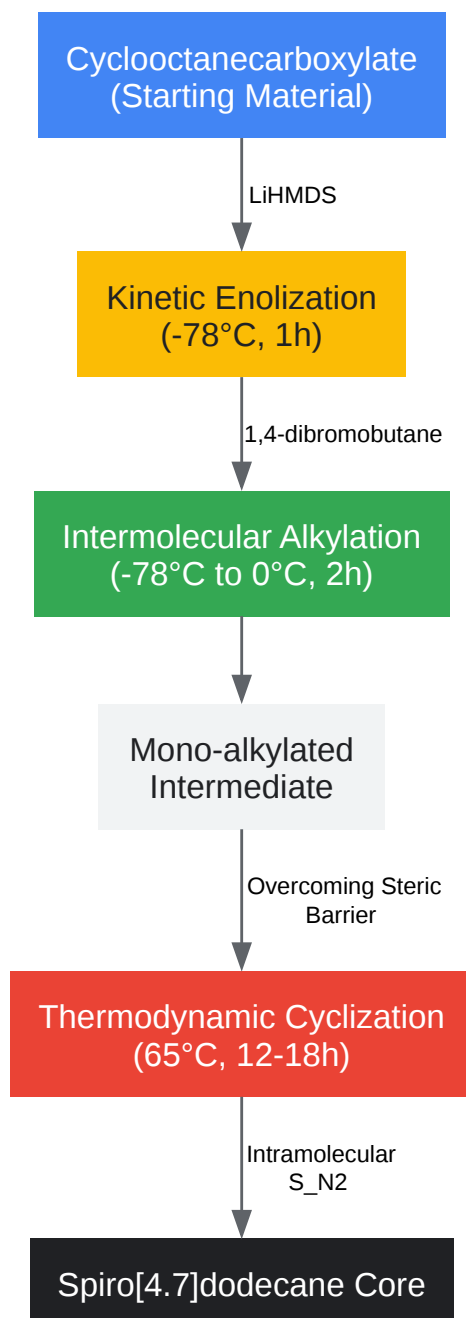 Cyclooctanecarboxylate
(Starting Material)
LiHMDS
Kinetic Enolization
(-78°C, 1h)
1,4-dibromobutane
Intermolecular Alkylation
(-78°C to 0°C, 2h)
Mono-alkylated
Intermediate
Overcoming Steric
Barrier
Thermodynamic Cyclization
(65°C, 12-18h)
Intramolecular
S_N2
Spiro[4.7]dodecane Core